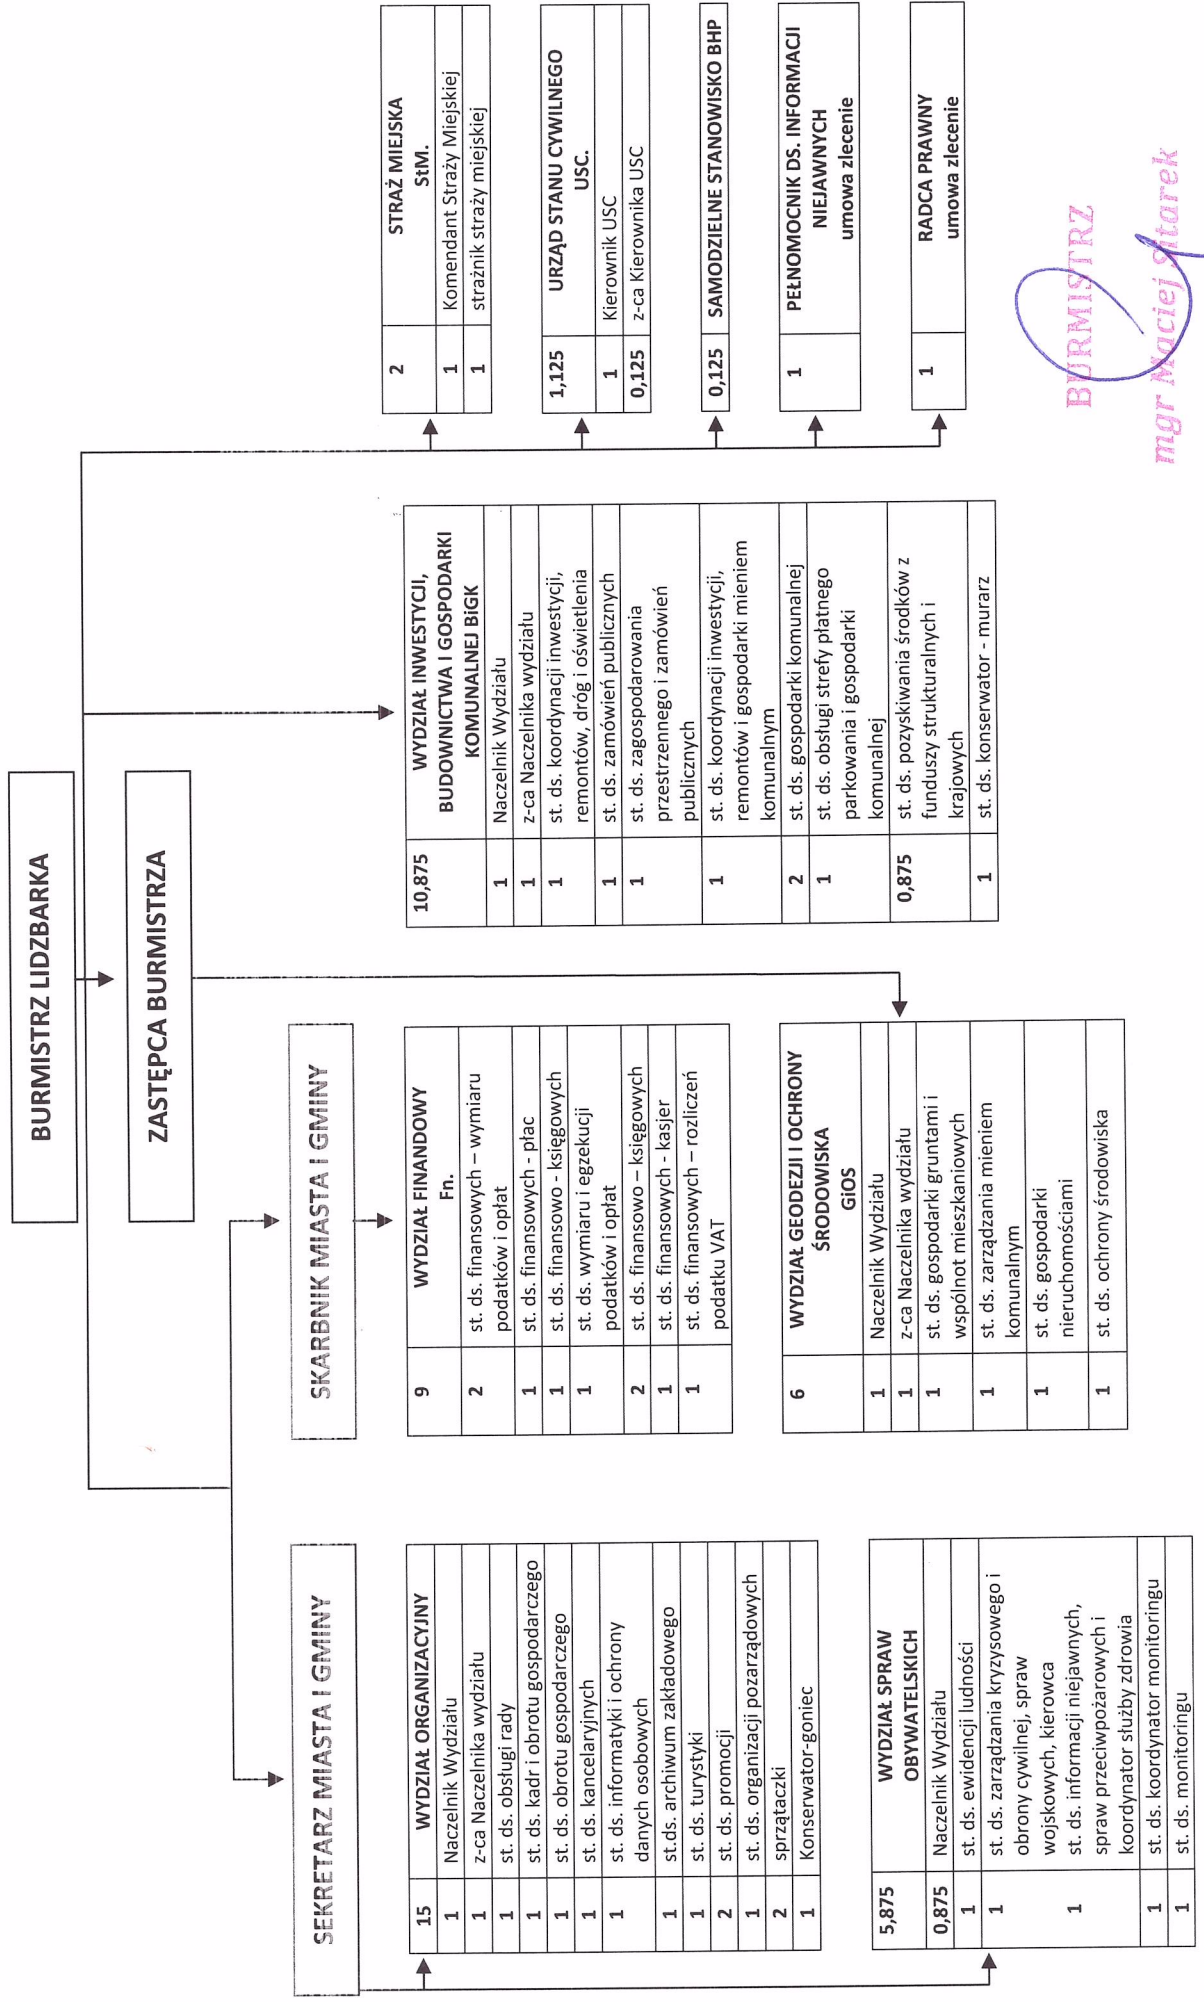 BURMISTRZ LIDZBARKA
ZASTĘPCA BURMISTRZA
SEKRETARZ MIASTA I GMINY
SKARBNIK MIASTA I GMINY
15 WYDZIAŁ ORGANIZACYJNY
1 Naczelnik Wydziału
1 z-ca Naczelnika wydziału
1 st. ds. obsługi rady
1 st. ds. kadr i obrotu gospodarczego
1 st. ds. obrotu gospodarczego
1 st. ds. kancelaryjnych
1 st. ds. informatyki i ochrony
danych osobowych
1 st.ds. archiwum zakładowego
1 st. ds. turystyki
2 st. ds. promocji
1 st. ds. organizacji pozarządowych
2 sprzątaczki
1 Konserwator-goniec
5,875 WYDZIAŁ SPRAW
OBYWATELSKICH
0,875 Naczelnik Wydziału
1 st. ds. ewidencji ludności
1 st. ds. zarządzania kryzysowego i
obrony cywilnej, spraw
wojskowych, kierowca
1 st. ds. informacji niejawnych,
spraw przeciwpożarowych i
koordynator służby zdrowia
1 st. ds. koordynator monitoringu
1 st. ds. monitoringu
9 WYDZIAŁ FINANDOWY
Fn.
2 st. ds. finansowych – wymiaru
podatków i opłat
1 st. ds. finansowych - płac
1 st. ds. finansowo - księgowych
1 st. ds. wymiaru i egzekucji
podatków i opłat
2 st. ds. finansowo – księgowych
1 st. ds. finansowych - kasjer
1 st. ds. finansowych – rozliczeń
podatku VAT
6 WYDZIAŁ GEODEZJI I OCHRONY
ŚRODOWISKA
GiOS
1 Naczelnik Wydziału
1 z-ca Naczelnika wydziału
1 st. ds. gospodarki gruntami i
wspólnot mieszkaniowych
1 st. ds. zarządzania mieniem
komunalnym
1 st. ds. gospodarki
nieruchomościami
1 st. ds. ochrony środowiska
10,875 WYDZIAŁ INWESTYCJI,
BUDOWNICTWA I GOSPODARKI
KOMUNALNEJ BiGK
1 Naczelnik Wydziału
1 z-ca Naczelnika wydziału
1 st. ds. koordynacji inwestycji,
remontów, dróg i oświetlenia
1 st. ds. zamówień publicznych
1 st. ds. zagospodarowania
przestrzennego i zamówień
publicznych
1 st. ds. koordynacji inwestycji,
remontów i gospodarki mieniem
komunalnym
2 st. ds. gospodarki komunalnej
1 st. ds. obsługi strefy płatnego
parkowania i gospodarki
komunalnej
0,875 st. ds. pozyskiwania środków z
funduszy strukturalnych i
krajowych
1 st. ds. konserwator - murarz
2 STRAŻ MIEJSKA
StM.
1 Komendant Straży Miejskiej
1 strażnik straży miejskiej
1,125 URZĄD STANU CYWILNEGO
USC.
1 Kierownik USC
0,125 z-ca Kierownika USC
0,125 SAMODZIELNE STANOWISKO BHP
1 PEŁNOMOCNIK DS. INFORMACJI
NIEJAWNYCH
umowa zlecenie
1 RADCA PRAWNY
umowa zlecenie
BURMISTRZ
mgr Maciej Sitarek